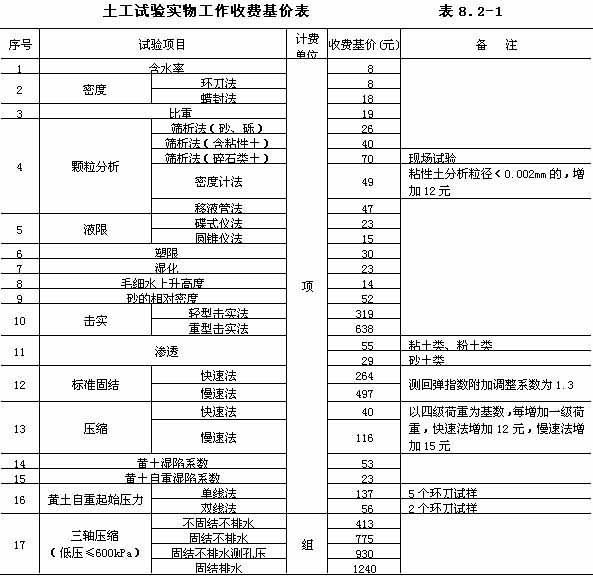 土工试验实物工作收费基价表 表8.2-1
序号 试验项目 计费单位 收费基价(元) 备 注
1 含水率 项 8
2 密度 环刀法 8
蜡封法 18
3 比重 19
4 颗粒分析 筛析法(砂、砾) 26
筛析法(含粘性土) 40
筛析法(碎石类土) 70 现场试验
密度计法 49 粘性土分析粒径<0.002mm的,增
加12元
移液管法 47
5 液限 碟式仪法 23
圆锥仪法 15
6 塑限 30
7 湿化 23
8 毛细水上升高度 14
9 砂的相对密度 52
10 击实 轻型击实法 319
重型击实法 638
11 渗透 55 粘土类、粉土类
29 砂土类
12 标准固结 快速法 264 测回弹指数附加调整系数为1.3
慢速法 497
13 压缩 快速法 40 以四级荷重为基数,每增加一级荷
重,快速法增加12元,慢速法增
加15元
慢速法 116
14 黄土湿陷系数 53
15 黄土自重湿陷系数 23
16 黄土自重起始压力 单线法 137 5个环刀试样
双线法 56 2个环刀试样
17 三轴压缩
(低压≤600kPa) 不固结不排水 组 413
固结不排水 775
固结不排水测孔压 930
固结排水 1240